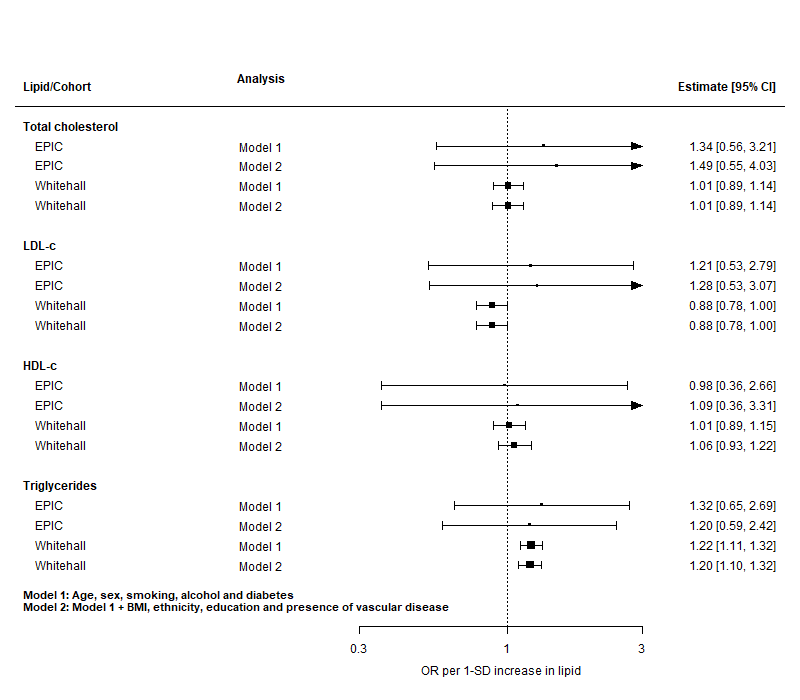 Lipid/Cohort Analysis Estimate [95% CI]
Total cholesterol
EPIC Model 1 1.34 [0.56, 3.21]
EPIC Model 2 1.49 [0.55, 4.03]
Whitehall Model 1 1.01 [0.89, 1.14]
Whitehall Model 2 1.01 [0.89, 1.14]
LDL-c
EPIC Model 1 1.21 [0.53, 2.79]
EPIC Model 2 1.28 [0.53, 3.07]
Whitehall Model 1 0.88 [0.78, 1.00]
Whitehall Model 2 0.88 [0.78, 1.00]
HDL-c
EPIC Model 1 0.98 [0.36, 2.66]
EPIC Model 2 1.09 [0.36, 3.31]
Whitehall Model 1 1.01 [0.89, 1.15]
Whitehall Model 2 1.06 [0.93, 1.22]
Triglycerides
EPIC Model 1 1.32 [0.65, 2.69]
EPIC Model 2 1.20 [0.59, 2.42]
Whitehall Model 1 1.22 [1.11, 1.32]
Whitehall Model 2 1.20 [1.10, 1.32]
Model 1: Age, sex, smoking, alcohol and diabetes
Model 2: Model 1 + BMI, ethnicity, education and presence of vascular disease
0.3 1 3
OR per 1-SD increase in lipid